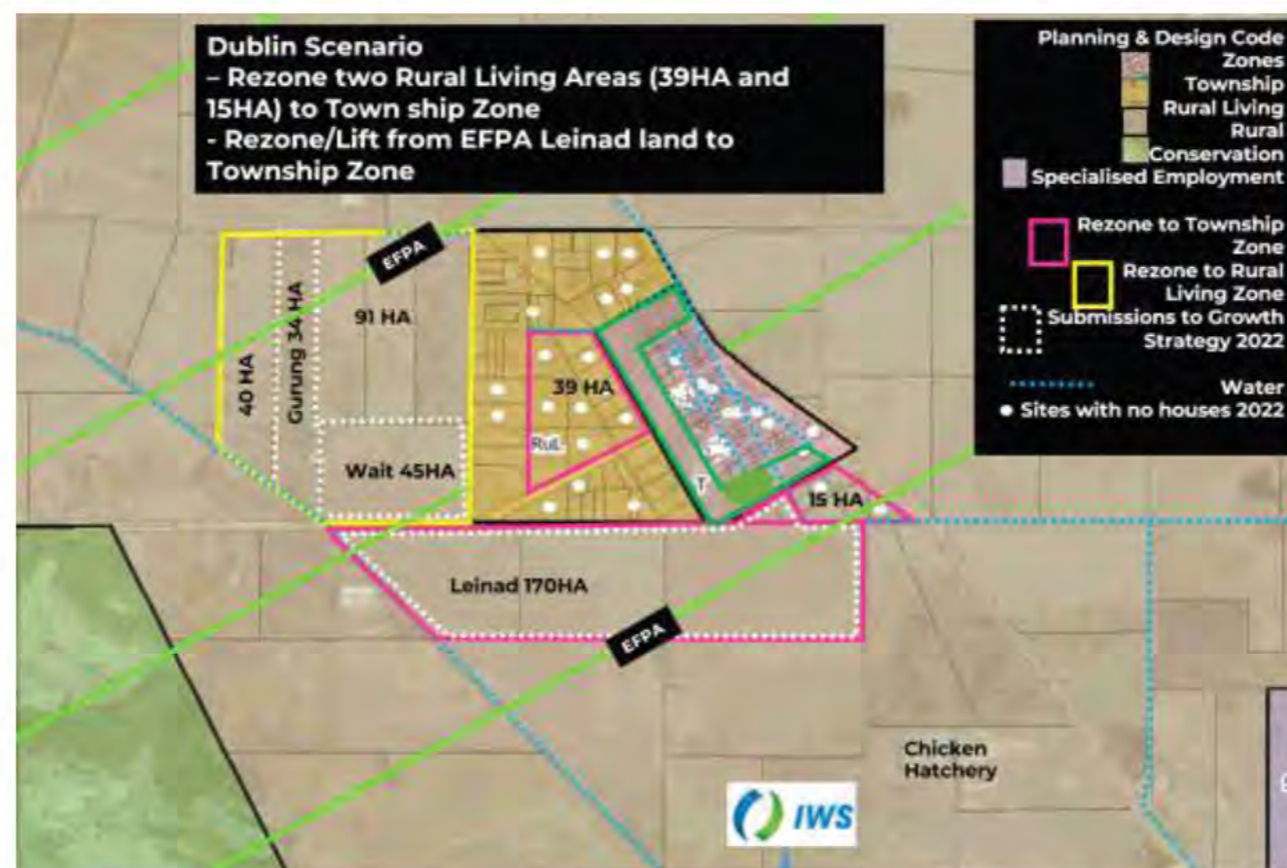 Dublin Scenario
– Rezone two Rural Living Areas (39HA and
15HA) to Town ship Zone
- Rezone/Lift from EFPA Leinad land to
Township Zone
Planning & Design Code
Zones
Township
Rural Living
Rural
Conservation
Specialised Employment
Rezone to Township
Zone
Rezone to Rural
Living Zone
Submissions to Growth
Strategy 2022
Water
Sites with no houses 2022
EFPA
40 HA
Gurung 34 HA
91 HA
39 HA
RuL
Wait 45HA
T
15 HA
Leinad 170HA
EFPA
Chicken
Hatchery
IWS